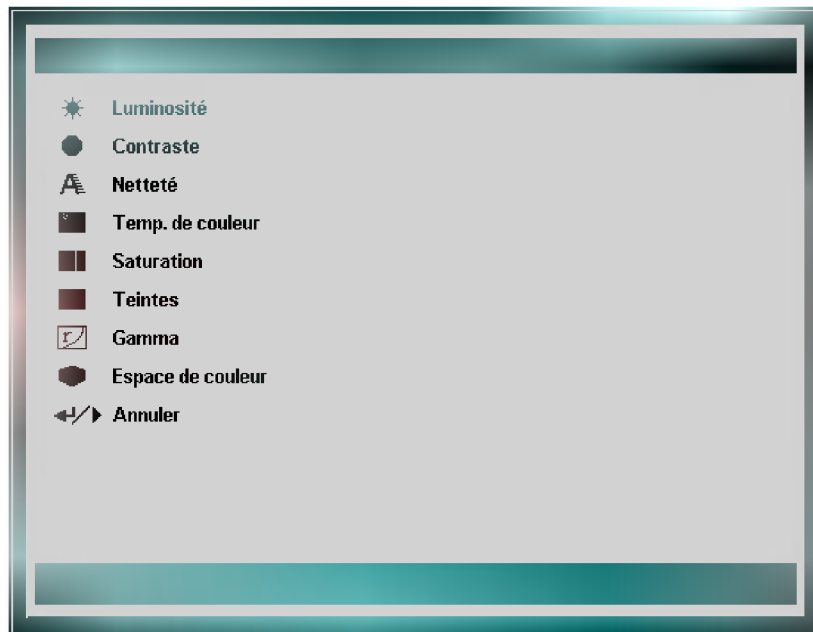 Luminosité
Contraste
Netteté
Temp. de couleur
Saturation
Teintes
Gamma
Espace de couleur
Annuler